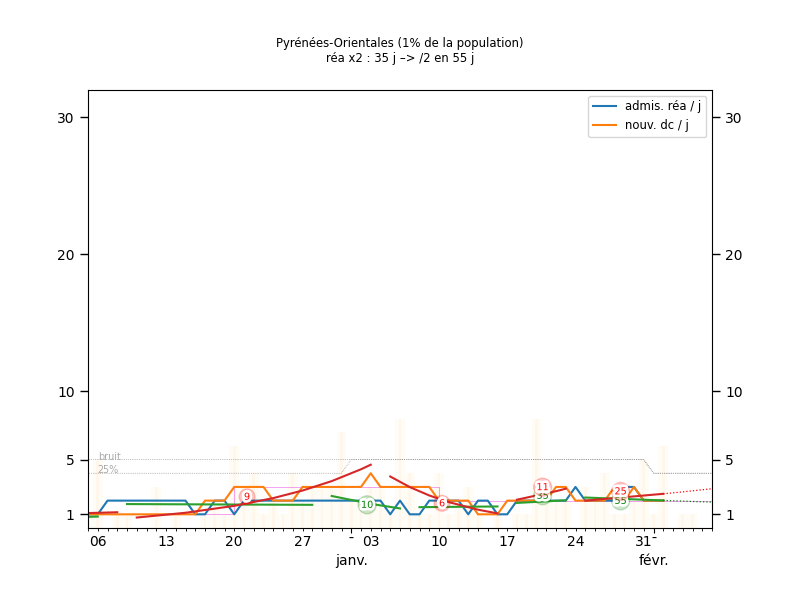 Pyrénées-Orientales (1% de la population)
réa x2 : 35 j –> /2 en 55 j
admis. réa / j
nouv. dc / j
30 30
20 20
10 10
5 5
1 1
bruit
25%
9 10 6 11 35 25 55
06 13 20 27 - 03 10 17 24 31-
janv. févr.